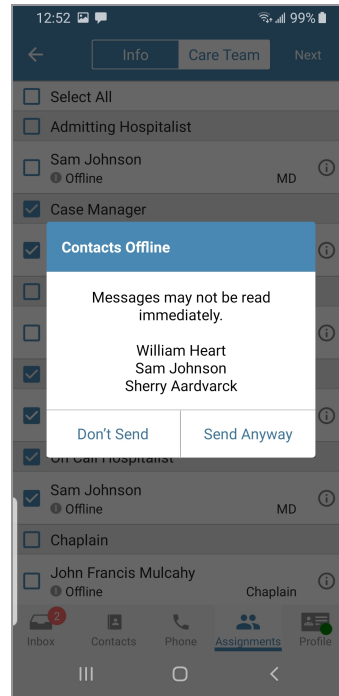 12:52 99%
Info Care Team Next
Select All
Admitting Hospitalist
Sam Johnson
Offline MD
Case Manager
Contacts Offline
Messages may not be read
immediately.
William Heart
Sam Johnson
Sherry Aardvarck
Don't Send Send Anyway
On Call Hospitalist
Sam Johnson
Offline MD
Chaplain
John Francis Mulcahy
Offline Chaplain
2
Inbox Contacts Phone Assignments Profile